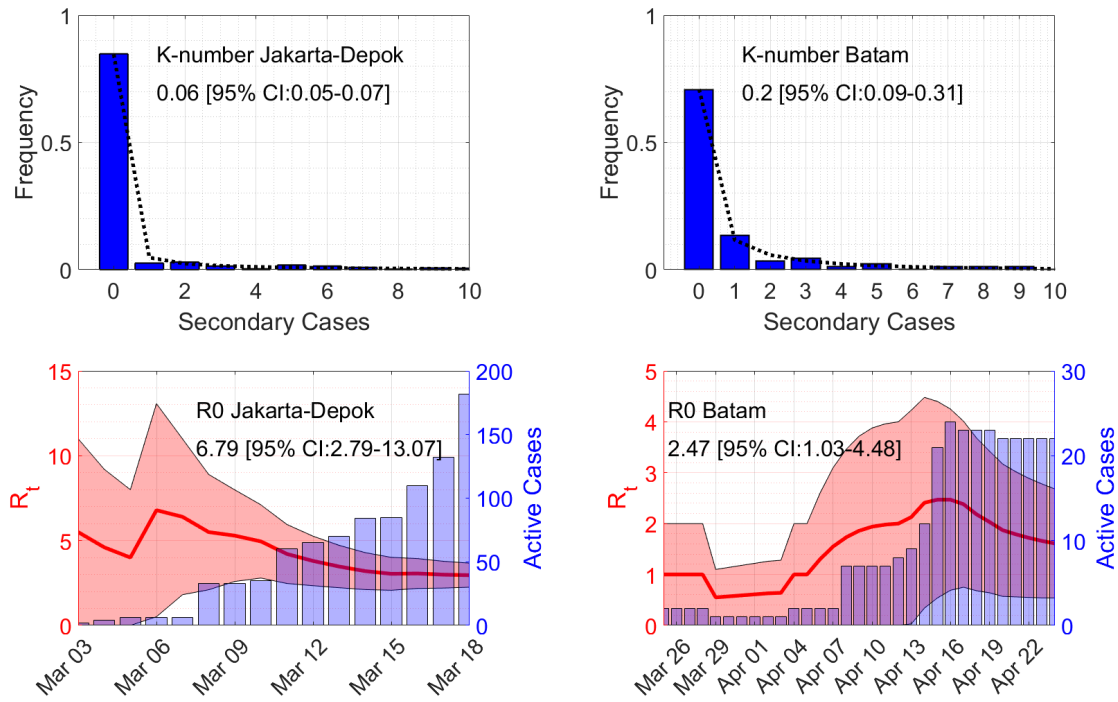 1
0.5
0
Frequency
K-number Jakarta-Depok
0.06 [95% CI:0.05-0.07]
0 2 4 6 8 10
Secondary Cases
1
0.5
0
Frequency
K-number Batam
0.2 [95% CI:0.09-0.31]
0 1 2 3 4 5 6 7 8 9 10
Secondary Cases
15
10
5
0
Rt
R0 Jakarta-Depok
6.79 [95% CI:2.79-13.07]
200
150
100
50
0
Active Cases
Mar 03 Mar 06 Mar 09 Mar 12 Mar 15 Mar 18
5
4
3
2
1
0
Rt
R0 Batam
2.47 [95% CI:1.03-4.48]
30
20
10
0
Active Cases
Mar 26 Mar 29 Apr 01 Apr 04 Apr 07 Apr 10 Apr 13 Apr 16 Apr 19 Apr 22